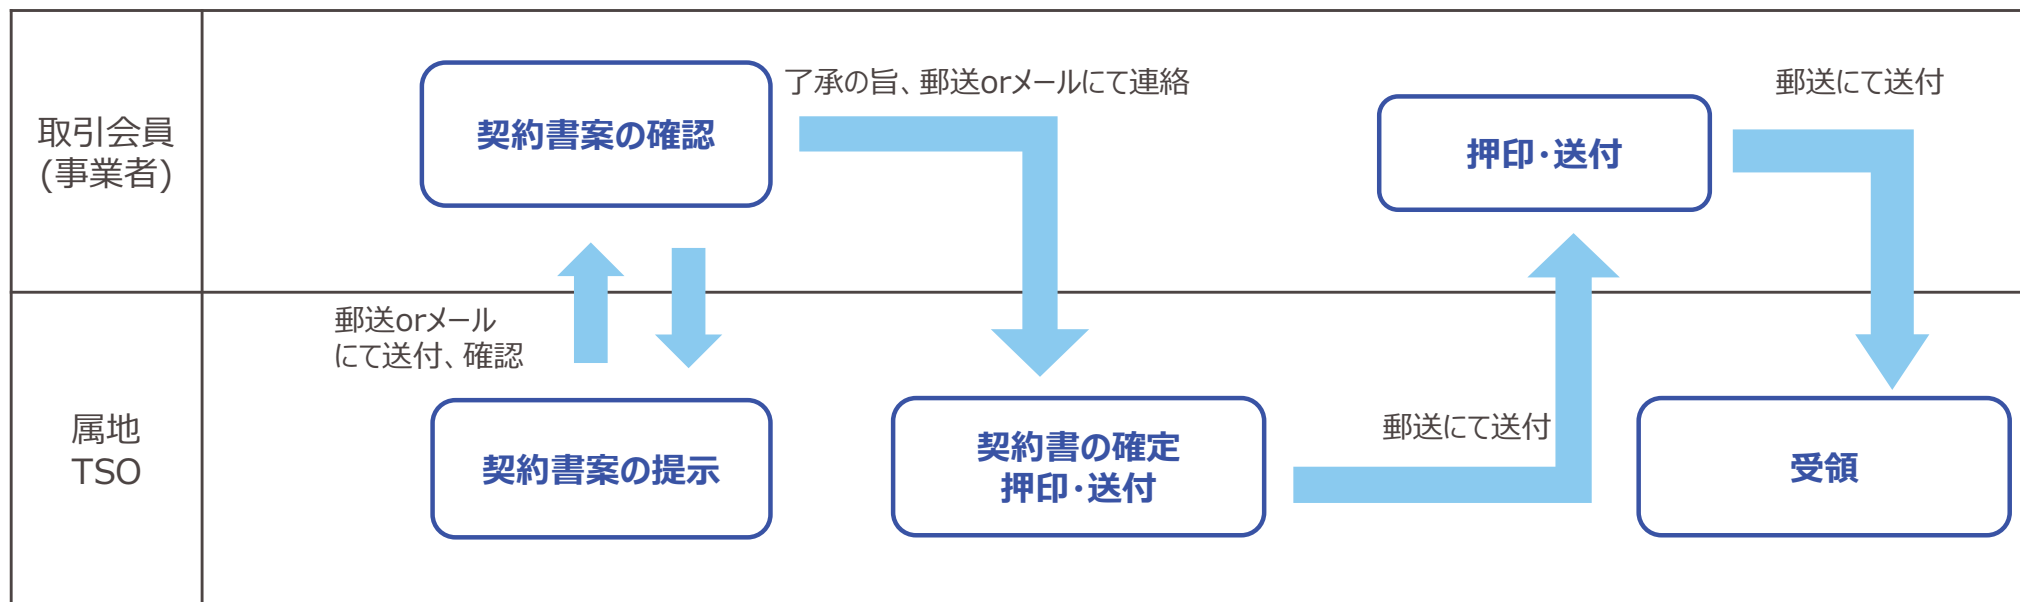 取引会員
(事業者)
契約書案の確認
了承の旨、郵送orメールにて連絡
押印・送付
郵送にて送付
郵送orメール
にて送付、確認
属地
TSO
契約書案の提示
契約書の確定
押印・送付
郵送にて送付
受領